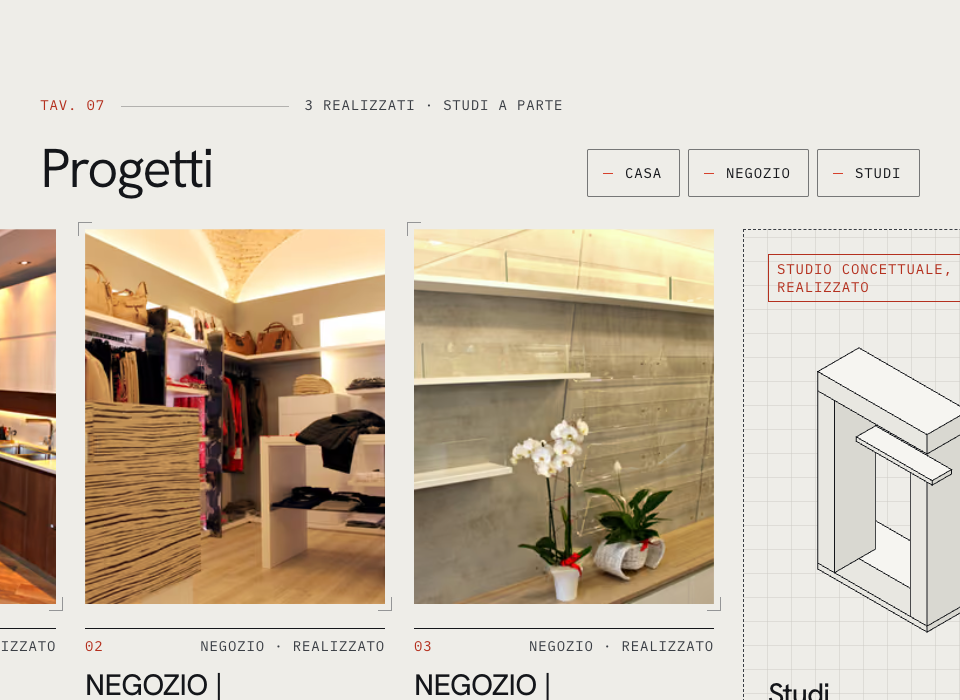 TAV. 07
3 REALIZZATI · STUDI A PARTE
Progetti
— CASA
— NEGOZIO
— STUDI
STUDIO CONCETTUALE,
REALIZZATO
IZZATO
02 NEGOZIO · REALIZZATO
03 NEGOZIO · REALIZZATO
NEGOZIO |
NEGOZIO |
Studi